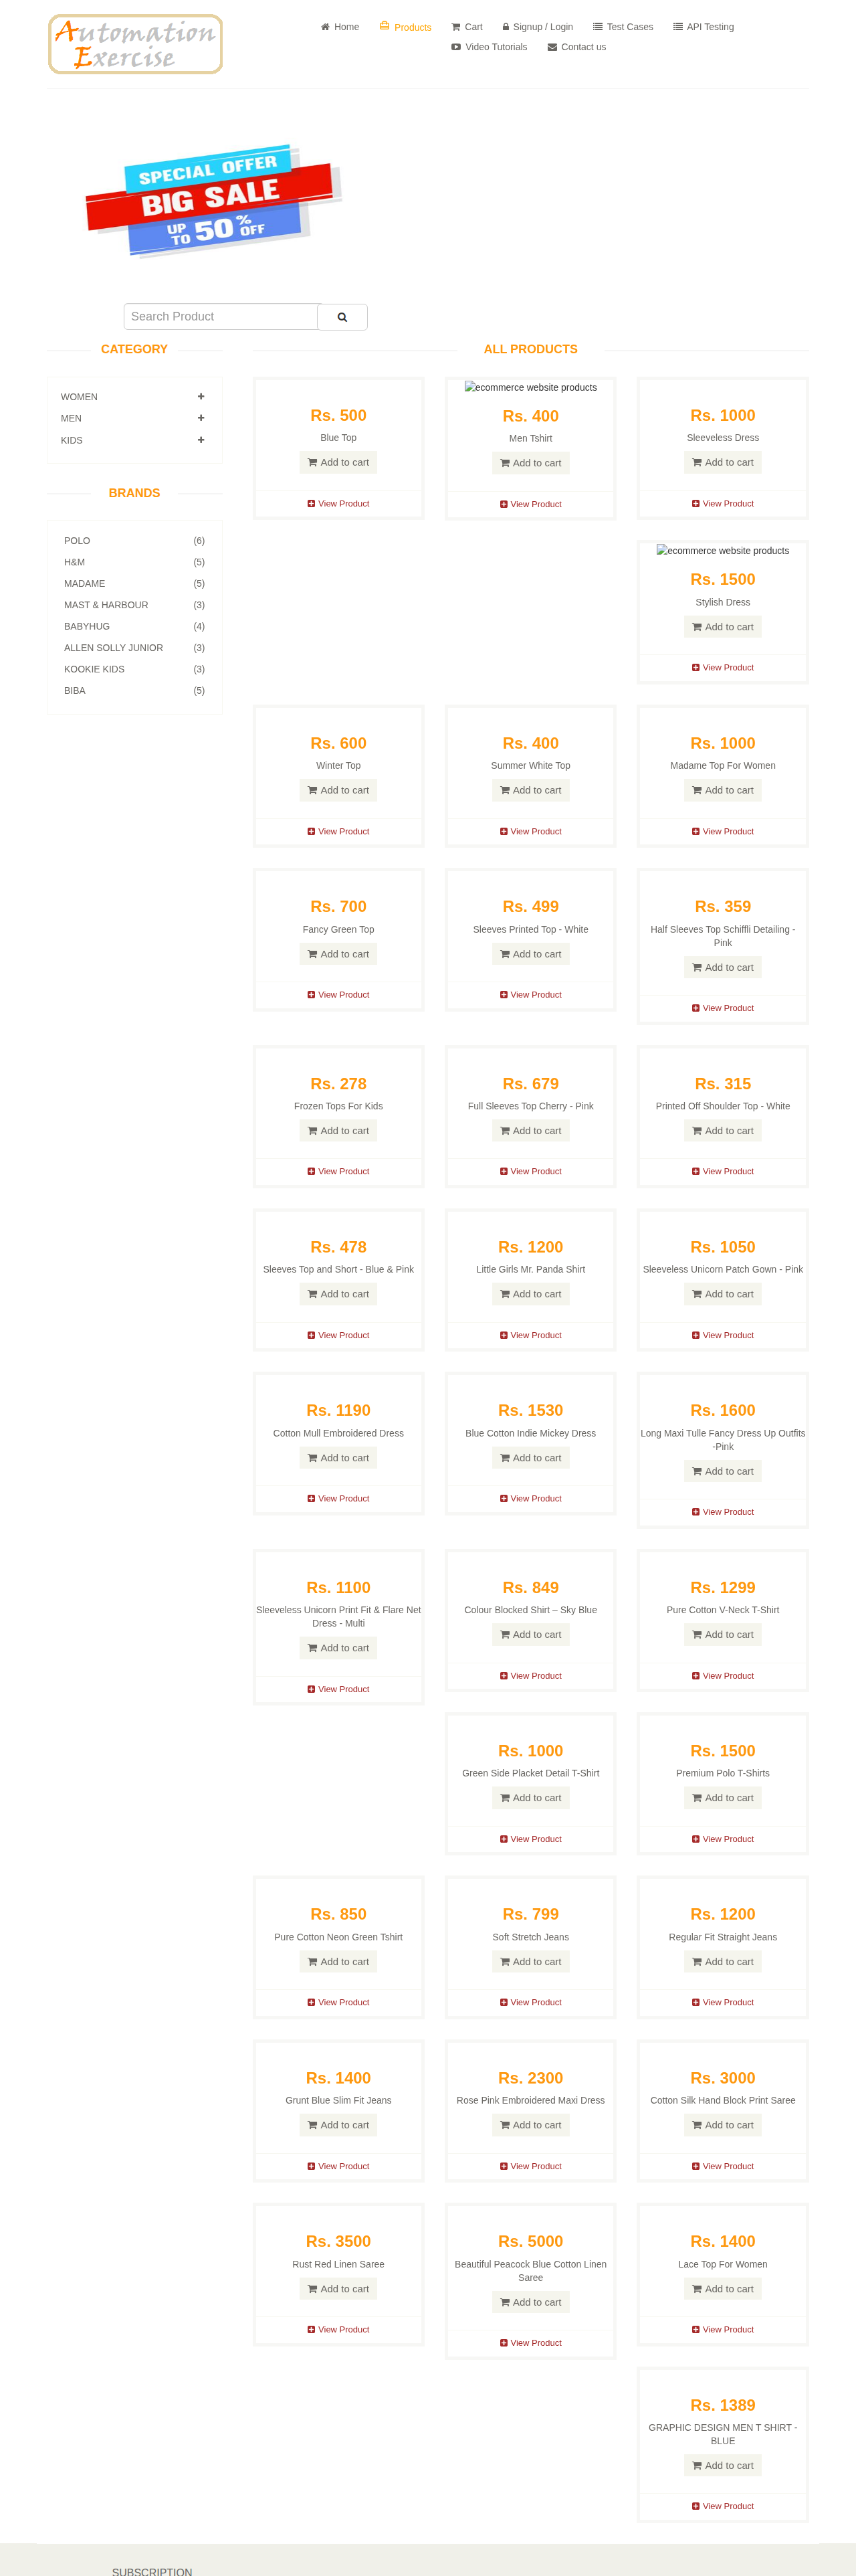 Automation
Exercise
Home
Products
Cart
Signup / Login
Test Cases
API Testing
Video Tutorials
Contact us
SPECIAL OFFER
BIG SALE
UP TO 50 % OFF
Search Product
CATEGORY
WOMEN
MEN
KIDS
BRANDS
POLO (6)
H&M (5)
MADAME (5)
MAST & HARBOUR (3)
BABYHUG (4)
ALLEN SOLLY JUNIOR (3)
KOOKIE KIDS (3)
BIBA (5)
ALL PRODUCTS
Rs. 500
Blue Top
Add to cart
View Product
ecommerce website products
Rs. 400
Men Tshirt
Add to cart
View Product
Rs. 1000
Sleeveless Dress
Add to cart
View Product
ecommerce website products
Rs. 1500
Stylish Dress
Add to cart
View Product
Rs. 600
Winter Top
Add to cart
View Product
Rs. 400
Summer White Top
Add to cart
View Product
Rs. 1000
Madame Top For Women
Add to cart
View Product
Rs. 700
Fancy Green Top
Add to cart
View Product
Rs. 499
Sleeves Printed Top - White
Add to cart
View Product
Rs. 359
Half Sleeves Top Schiffli Detailing -
Pink
Add to cart
View Product
Rs. 278
Frozen Tops For Kids
Add to cart
View Product
Rs. 679
Full Sleeves Top Cherry - Pink
Add to cart
View Product
Rs. 315
Printed Off Shoulder Top - White
Add to cart
View Product
Rs. 478
Sleeves Top and Short - Blue & Pink
Add to cart
View Product
Rs. 1200
Little Girls Mr. Panda Shirt
Add to cart
View Product
Rs. 1050
Sleeveless Unicorn Patch Gown - Pink
Add to cart
View Product
Rs. 1190
Cotton Mull Embroidered Dress
Add to cart
View Product
Rs. 1530
Blue Cotton Indie Mickey Dress
Add to cart
View Product
Rs. 1600
Long Maxi Tulle Fancy Dress Up Outfits
-Pink
Add to cart
View Product
Rs. 1100
Sleeveless Unicorn Print Fit & Flare Net
Dress - Multi
Add to cart
View Product
Rs. 849
Colour Blocked Shirt – Sky Blue
Add to cart
View Product
Rs. 1299
Pure Cotton V-Neck T-Shirt
Add to cart
View Product
Rs. 1000
Green Side Placket Detail T-Shirt
Add to cart
View Product
Rs. 1500
Premium Polo T-Shirts
Add to cart
View Product
Rs. 850
Pure Cotton Neon Green Tshirt
Add to cart
View Product
Rs. 799
Soft Stretch Jeans
Add to cart
View Product
Rs. 1200
Regular Fit Straight Jeans
Add to cart
View Product
Rs. 1400
Grunt Blue Slim Fit Jeans
Add to cart
View Product
Rs. 2300
Rose Pink Embroidered Maxi Dress
Add to cart
View Product
Rs. 3000
Cotton Silk Hand Block Print Saree
Add to cart
View Product
Rs. 3500
Rust Red Linen Saree
Add to cart
View Product
Rs. 5000
Beautiful Peacock Blue Cotton Linen
Saree
Add to cart
View Product
Rs. 1400
Lace Top For Women
Add to cart
View Product
Rs. 1389
GRAPHIC DESIGN MEN T SHIRT -
BLUE
Add to cart
View Product
SUBSCRIPTION